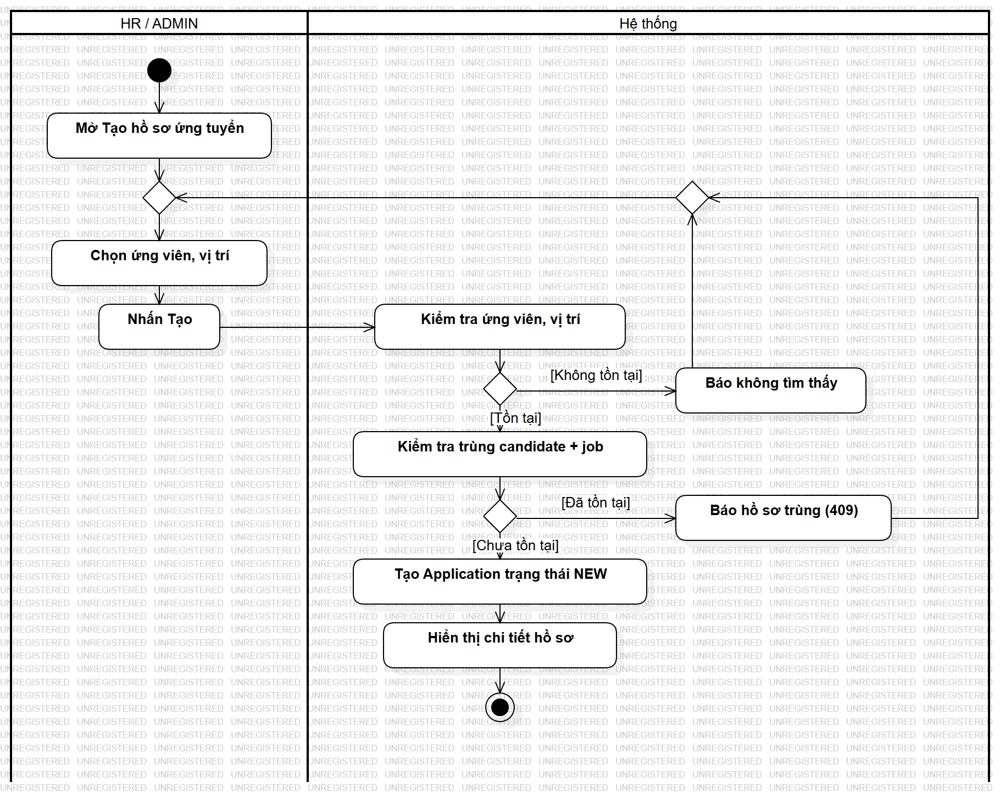 HR / ADMIN
Hệ thống
Mở Tạo hồ sơ ứng tuyển
Chọn ứng viên, vị trí
Nhấn Tạo
Kiểm tra ứng viên, vị trí
[Không tồn tại]
Báo không tìm thấy
[Tồn tại]
Kiểm tra trùng candidate + job
[Đã tồn tại]
Báo hồ sơ trùng (409)
[Chưa tồn tại]
Tạo Application trạng thái NEW
Hiển thị chi tiết hồ sơ
UNREGISTERED